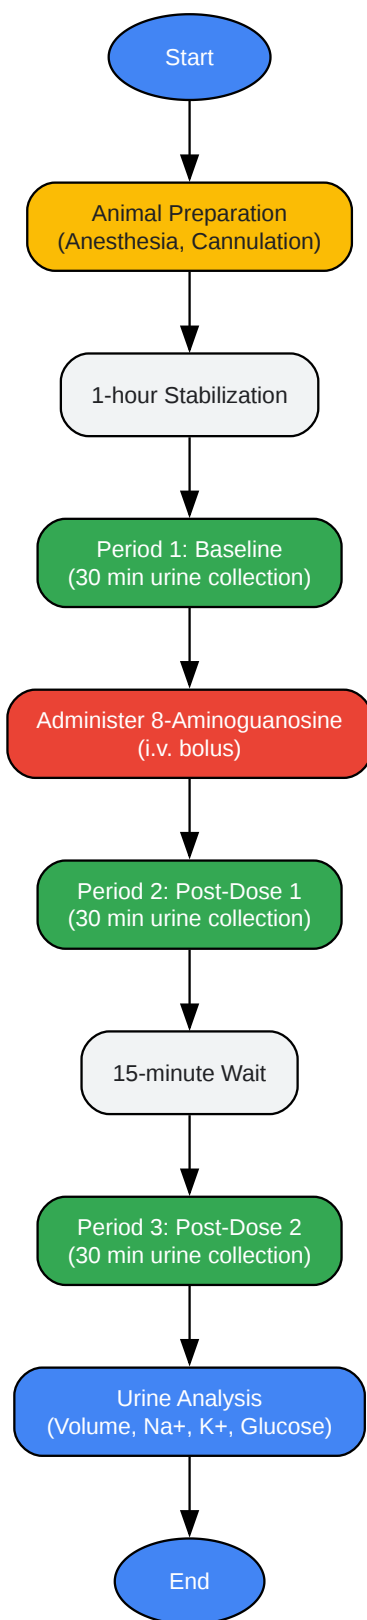 Start
Animal Preparation
(Anesthesia, Cannulation)
1-hour Stabilization
Period 1: Baseline
(30 min urine collection)
Administer 8-Aminoguanosine
(i.v. bolus)
Period 2: Post-Dose 1
(30 min urine collection)
15-minute Wait
Period 3: Post-Dose 2
(30 min urine collection)
Urine Analysis
(Volume, Na+, K+, Glucose)
End